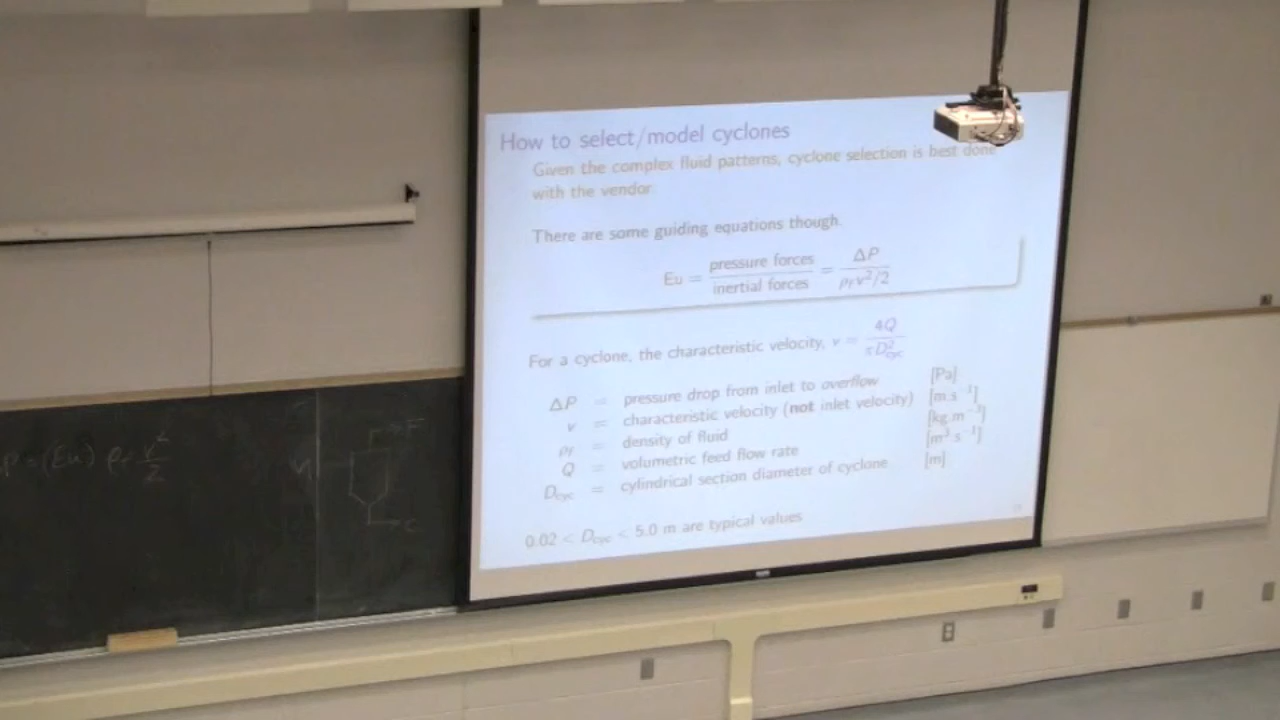 How to select/model cyclones
Given the complex fluid patterns, cyclone selection is best done
with the vendor
There are some guiding equations though.
Eu = pressure forces / inertial forces = ΔP / ρf v²/2
For a cyclone, the characteristic velocity, v = 4Q / πD²cyc
ΔP = pressure drop from inlet to overflow [Pa]
v = characteristic velocity (not inlet velocity) [m.s⁻¹]
ρf = density of fluid [kg.m⁻³]
Q = volumetric feed flow rate [m³.s⁻¹]
Dcyc = cylindrical section diameter of cyclone [m]
0.02 < Dcyc < 5.0 m are typical values
P = (Eu) ρf v²/2
F
C